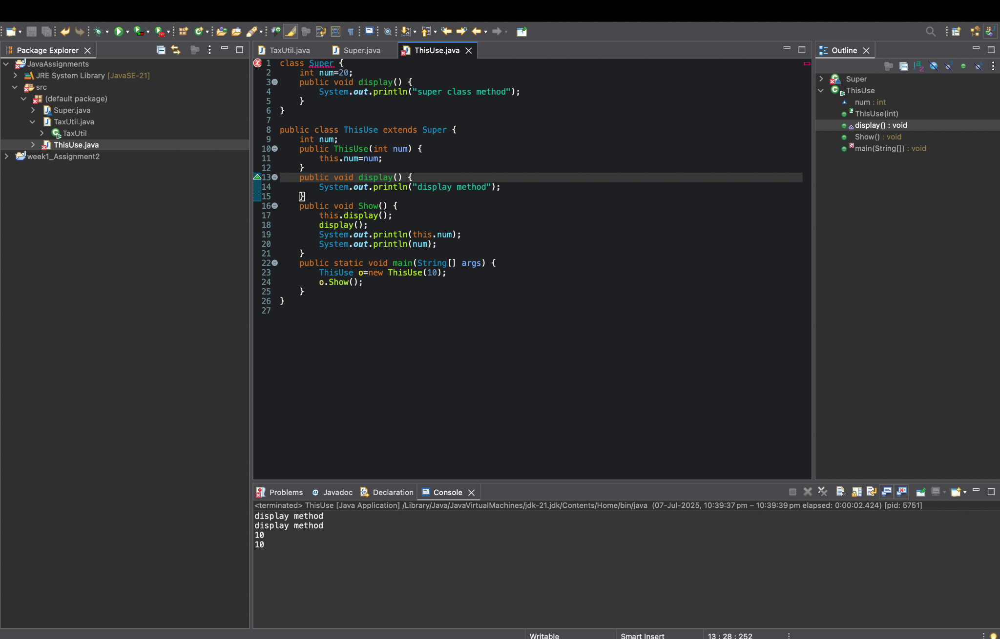 Package Explorer
JavaAssignments
JRE System Library [JavaSE-21]
src
(default package)
Super.java
TaxUtil.java
TaxUtil
ThisUse.java
week1_Assignment2
TaxUtil.java Super.java ThisUse.java
1 class Super {
2 int num=20;
3 public void display() {
4 System.out.println("super class method");
5 }
6 }
7
8 public class ThisUse extends Super {
9 int num;
10 public ThisUse(int num) {
11 this.num=num;
12 }
13 public void display() {
14 System.out.println("display method");
15 }
16 public void Show() {
17 this.display();
18 display();
19 System.out.println(this.num);
20 System.out.println(num);
21 }
22 public static void main(String[] args) {
23 ThisUse o=new ThisUse(10);
24 o.Show();
25 }
26 }
27
Outline
Super
ThisUse
num : int
ThisUse(int)
display() : void
Show() : void
main(String[]) : void
Problems @ Javadoc Declaration Console
<terminated> ThisUse [Java Application] /Library/Java/JavaVirtualMachines/jdk-21.jdk/Contents/Home/bin/java (07-Jul-2025, 10:39:37 pm – 10:39:39 pm elapsed: 0:00:02.424) [pid: 5751]
display method
display method
10
10
Writable Smart Insert 13 : 28 : 252